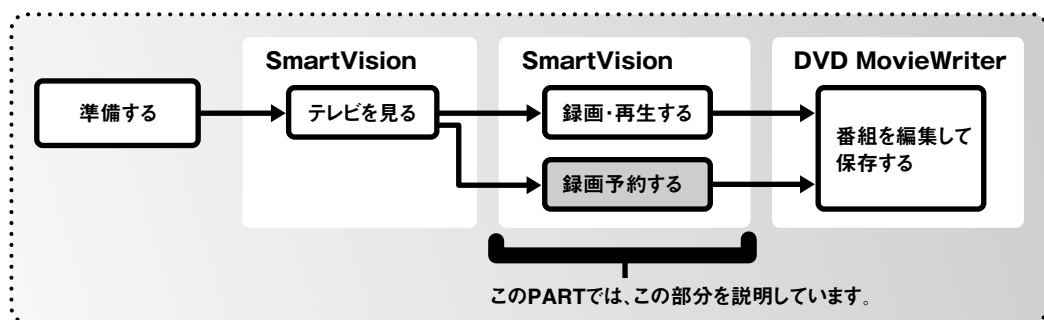 SmartVision
SmartVision
DVD MovieWriter
準備する
テレビを見る
録画・再生する
録画予約する
番組を編集して
保存する
このPARTでは、この部分を説明しています。